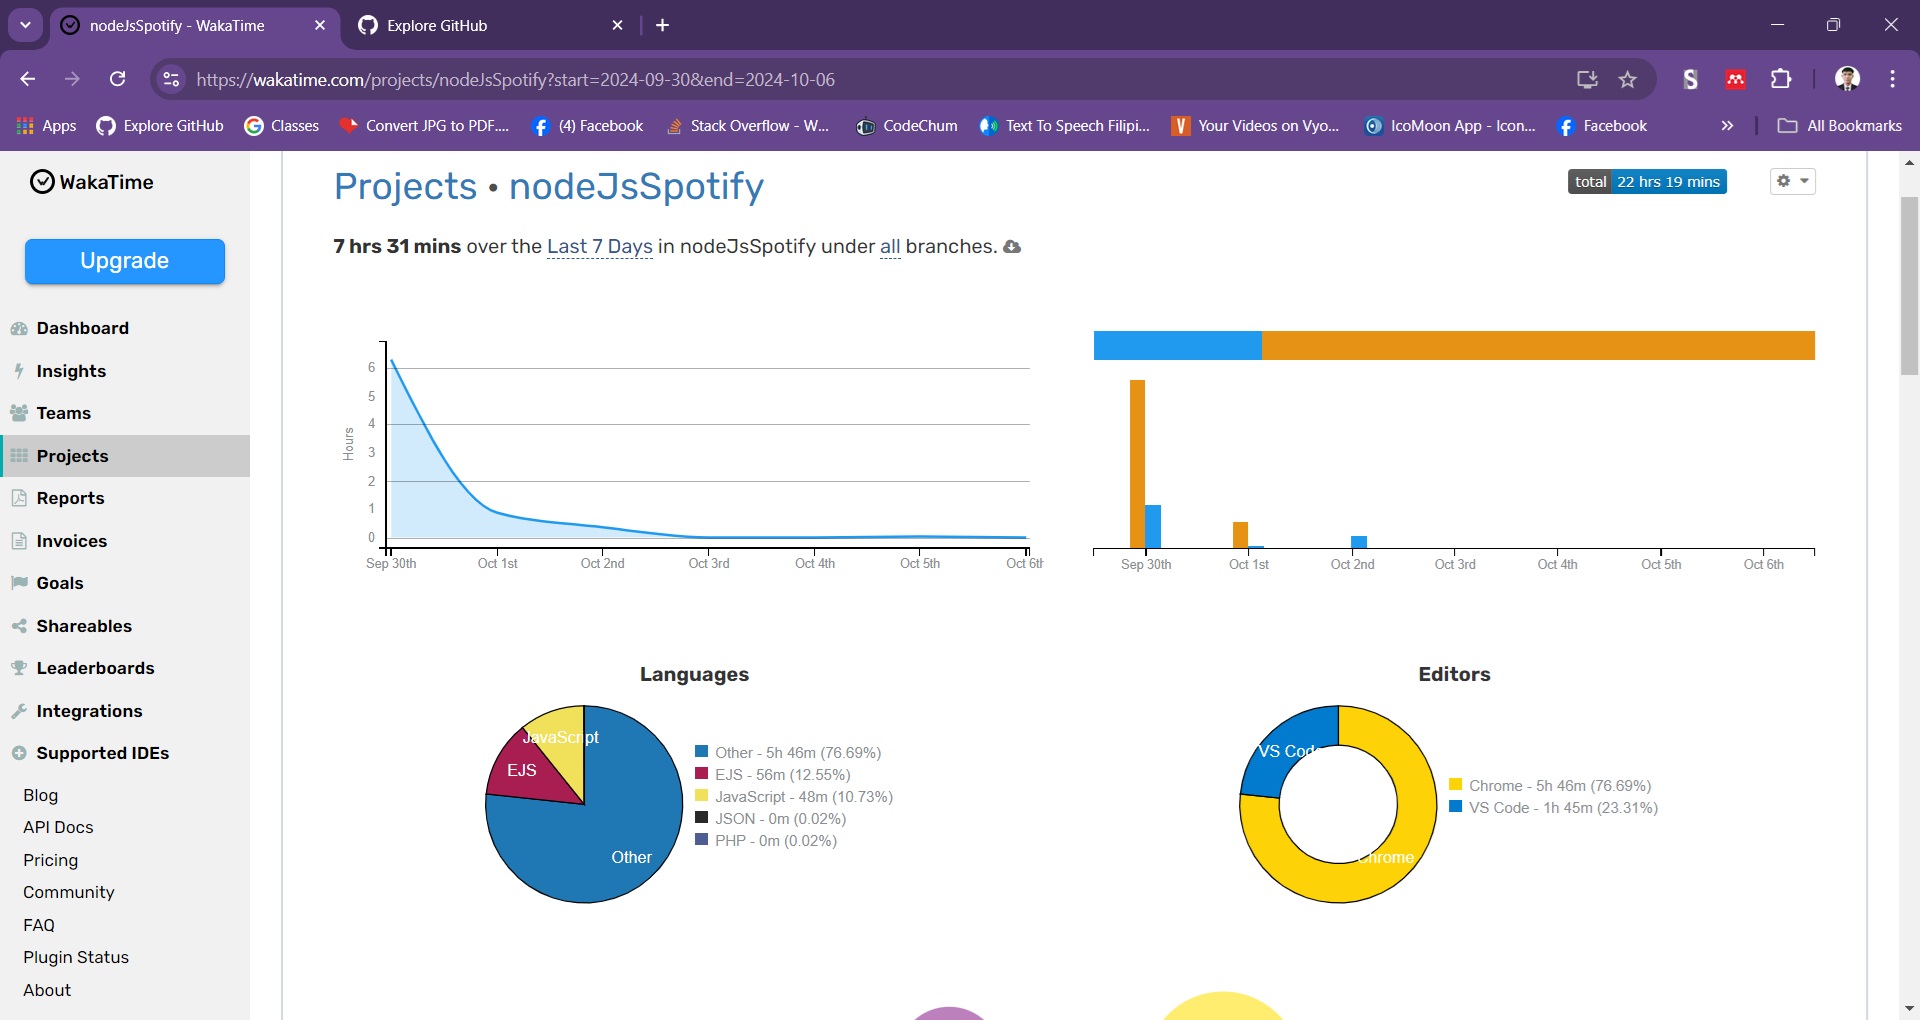 nodeJsSpotify - WakaTime
Explore GitHub
https://wakatime.com/projects/nodeJsSpotify?start=2024-09-30&end=2024-10-06
Apps
Explore GitHub
Classes
Convert JPG to PDF....
(4) Facebook
Stack Overflow - W...
CodeChum
Text To Speech Filipi...
Your Videos on Vyo...
IcoMoon App - Icon...
Facebook
All Bookmarks
WakaTime
Upgrade
Dashboard
Insights
Teams
Projects
Reports
Invoices
Goals
Shareables
Leaderboards
Integrations
Supported IDEs
Blog
API Docs
Pricing
Community
FAQ
Plugin Status
About
Projects • nodeJsSpotify
total 22 hrs 19 mins
7 hrs 31 mins over the Last 7 Days in nodeJsSpotify under all branches.
Hours
6
5
4
3
2
1
0
Sep 30th Oct 1st Oct 2nd Oct 3rd Oct 4th Oct 5th Oct 6th
Sep 30th Oct 1st Oct 2nd Oct 3rd Oct 4th Oct 5th Oct 6th
Languages
JavaScript
EJS
Other
Other - 5h 46m (76.69%)
EJS - 56m (12.55%)
JavaScript - 48m (10.73%)
JSON - 0m (0.02%)
PHP - 0m (0.02%)
Editors
VS Code
Chrome
Chrome - 5h 46m (76.69%)
VS Code - 1h 45m (23.31%)